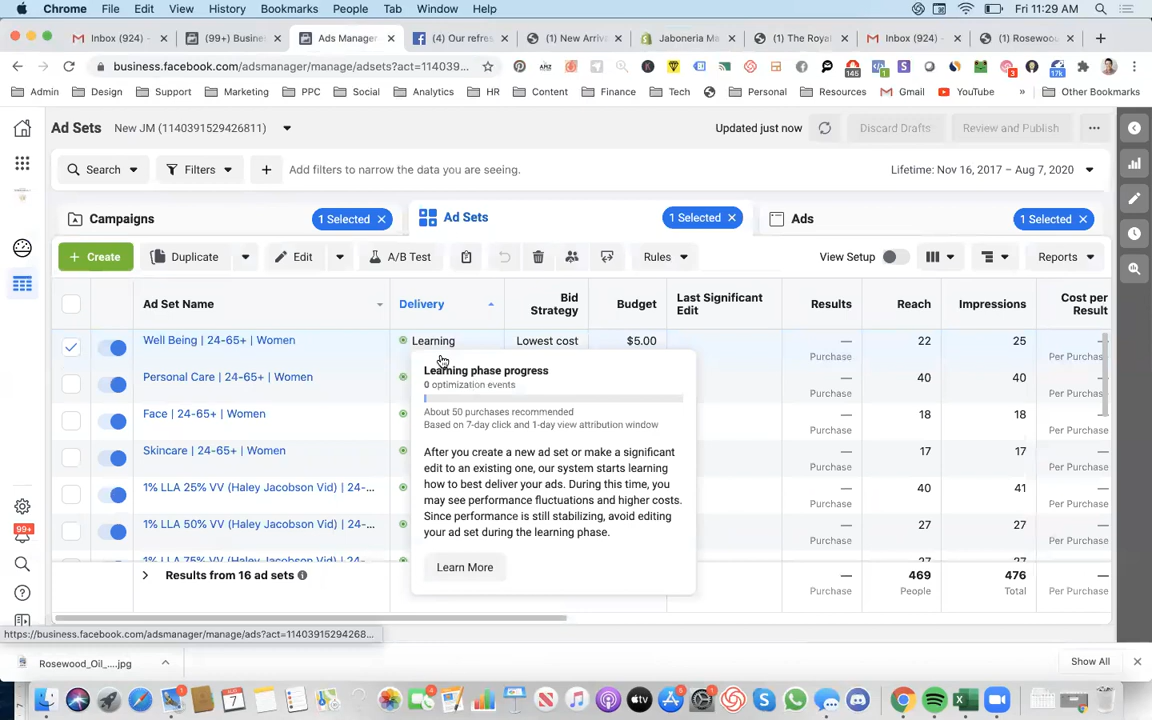 Chrome File Edit View History Bookmarks People Tab Window Help Fri 11:29 AM
Inbox (924) - (99+) Busine Ads Manager (4) Our refre (1) New Arriva Jaboneria Ma (1) The Royal Inbox (924) - (1) Rosewoo
business.facebook.com/adsmanager/manage/adsets?act=114039...
145 3 17k
Admin Design Support Marketing PPC Social Analytics HR Content Finance Tech Personal Resources Gmail YouTube » Other Bookmarks
Ad Sets New JM (1140391529426811) Updated just now Discard Drafts Review and Publish
Search Filters Add filters to narrow the data you are seeing. Lifetime: Nov 16, 2017 – Aug 7, 2020
Campaigns 1 Selected Ad Sets 1 Selected Ads 1 Selected
+ Create Duplicate Edit A/B Test Rules View Setup Reports
Ad Set Name Delivery Bid Strategy Budget Last Significant Edit Results Reach Impressions Cost per Result
Well Being | 24-65+ | Women Learning Lowest cost $5.00 — Purchase 22 25 — Per Purchase
Personal Care | 24-65+ | Women — Purchase 40 40 — Per Purchase
Face | 24-65+ | Women — Purchase 18 18 — Per Purchase
Skincare | 24-65+ | Women — Purchase 17 17 — Per Purchase
1% LLA 25% VV (Haley Jacobson Vid) | 24-... — Purchase 40 41 — Per Purchase
1% LLA 50% VV (Haley Jacobson Vid) | 24-... — Purchase 27 27 — Per Purchase
1% LLA 75% VV (Haley Jacobson Vid) | 24-... — 27 27 —
Results from 16 ad sets — Purchase 469 People 476 Total — Per Purchase
Learning phase progress
0 optimization events
About 50 purchases recommended
Based on 7-day click and 1-day view attribution window
After you create a new ad set or make a significant
edit to an existing one, our system starts learning
how to best deliver your ads. During this time, you
may see performance fluctuations and higher costs.
Since performance is still stabilizing, avoid editing
your ad set during the learning phase.
Learn More
99+
https://business.facebook.com/adsmanager/manage/ads?act=11403915294268...
Rosewood_Oil_....jpg Show All